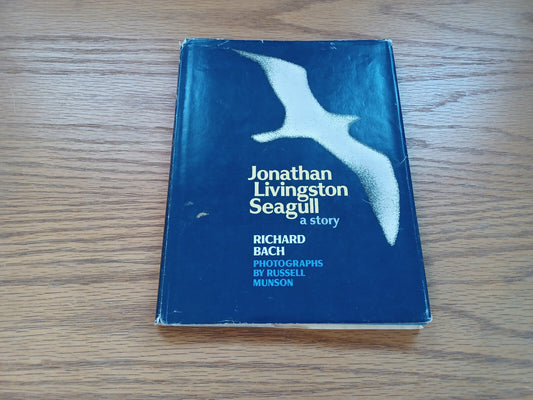 Jonathan
Livingston
Seagull
a story
RICHARD
BACH
PHOTOGRAPHS
BY RUSSELL
MUNSON